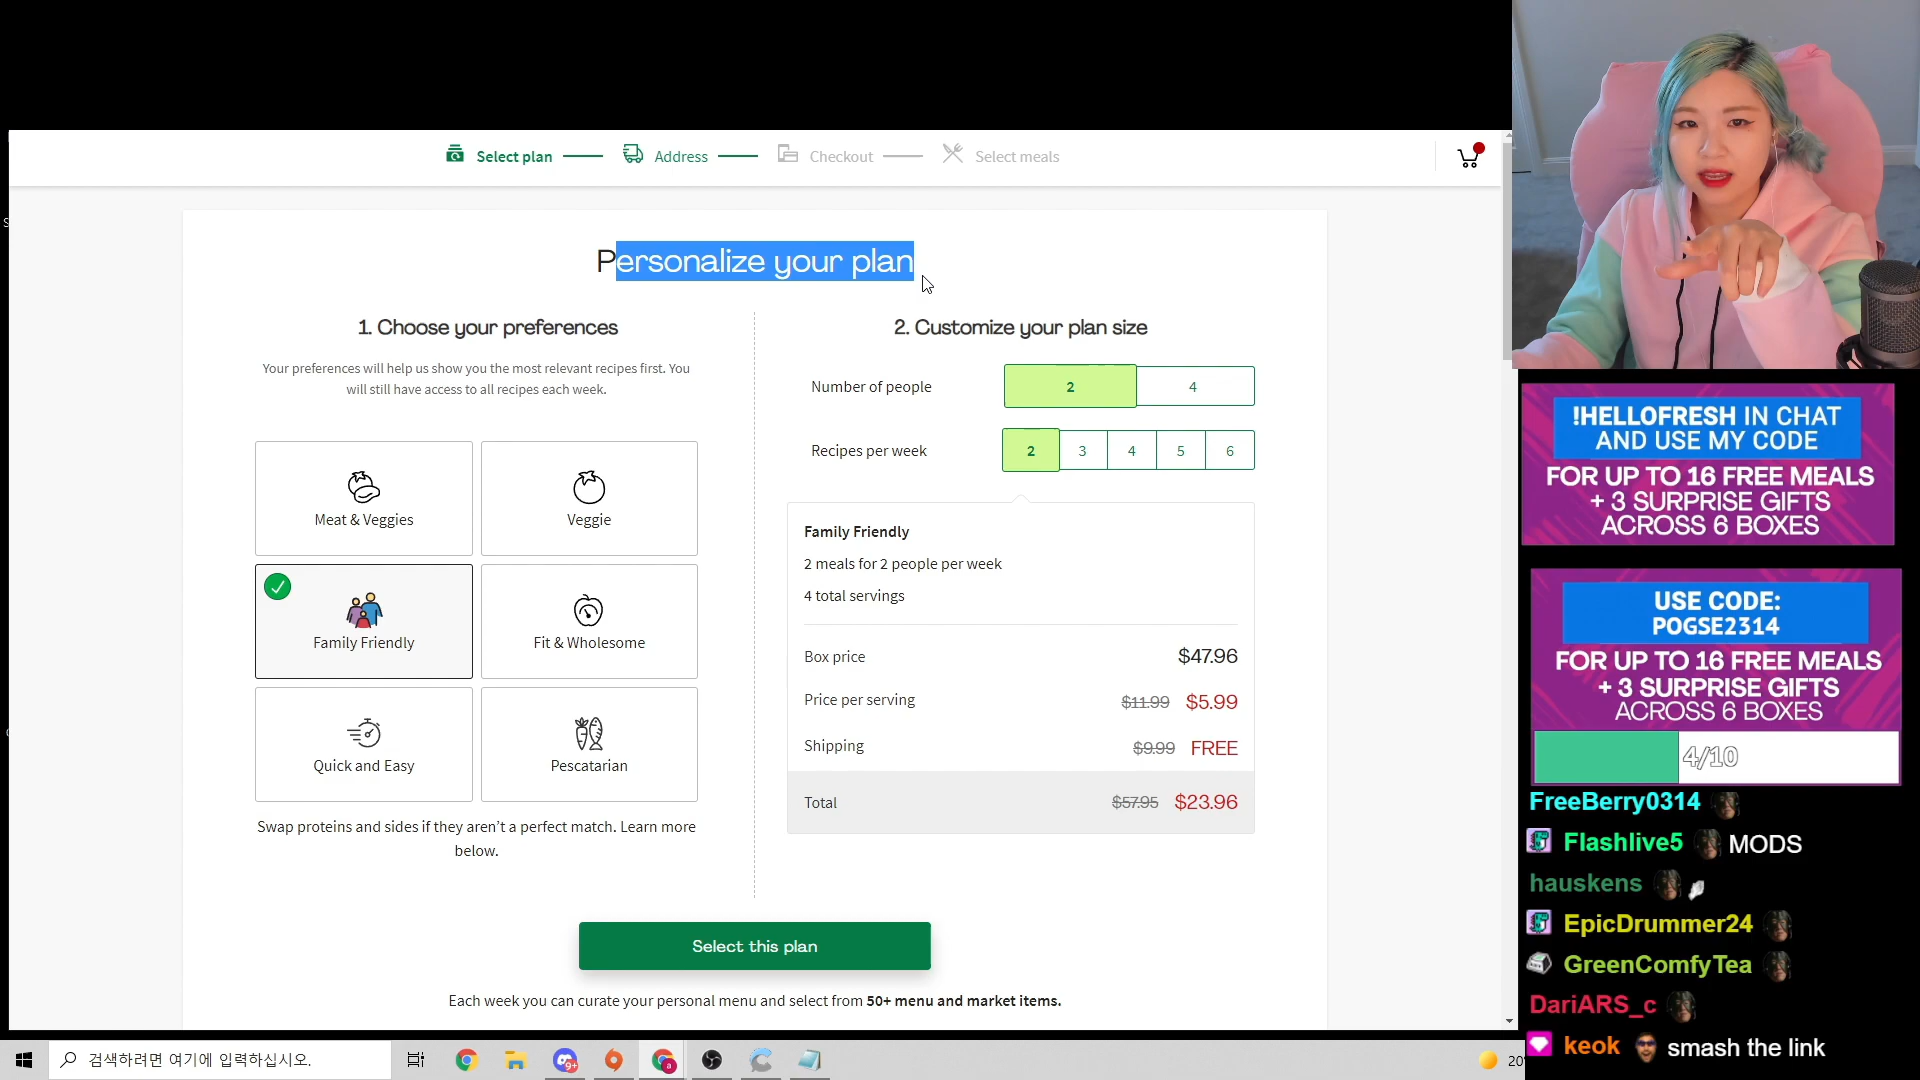 Select plan
Address
Checkout
Select meals
Personalize your plan
1. Choose your preferences
Your preferences will help us show you the most relevant recipes first. You
will still have access to all recipes each week.
Meat & Veggies
Veggie
Family Friendly
Fit & Wholesome
Quick and Easy
Pescatarian
Swap proteins and sides if they aren't a perfect match. Learn more
below.
2. Customize your plan size
Number of people 2 4
Recipes per week 2 3 4 5 6
Family Friendly
2 meals for 2 people per week
4 total servings
Box price $47.96
Price per serving $11.99 $5.99
Shipping $9.99 FREE
Total $57.95 $23.96
Select this plan
Each week you can curate your personal menu and select from 50+ menu and market items.
!HELLOFRESH IN CHAT
AND USE MY CODE
FOR UP TO 16 FREE MEALS
+ 3 SURPRISE GIFTS
ACROSS 6 BOXES
USE CODE:
POGSE2314
FOR UP TO 16 FREE MEALS
+ 3 SURPRISE GIFTS
ACROSS 6 BOXES
4/10
FreeBerry0314
Flashlive5 MODS
hauskens
EpicDrummer24
GreenComfyTea
DariARS_c
keok smash the link
검색하려면 여기에 입력하십시오.
9+